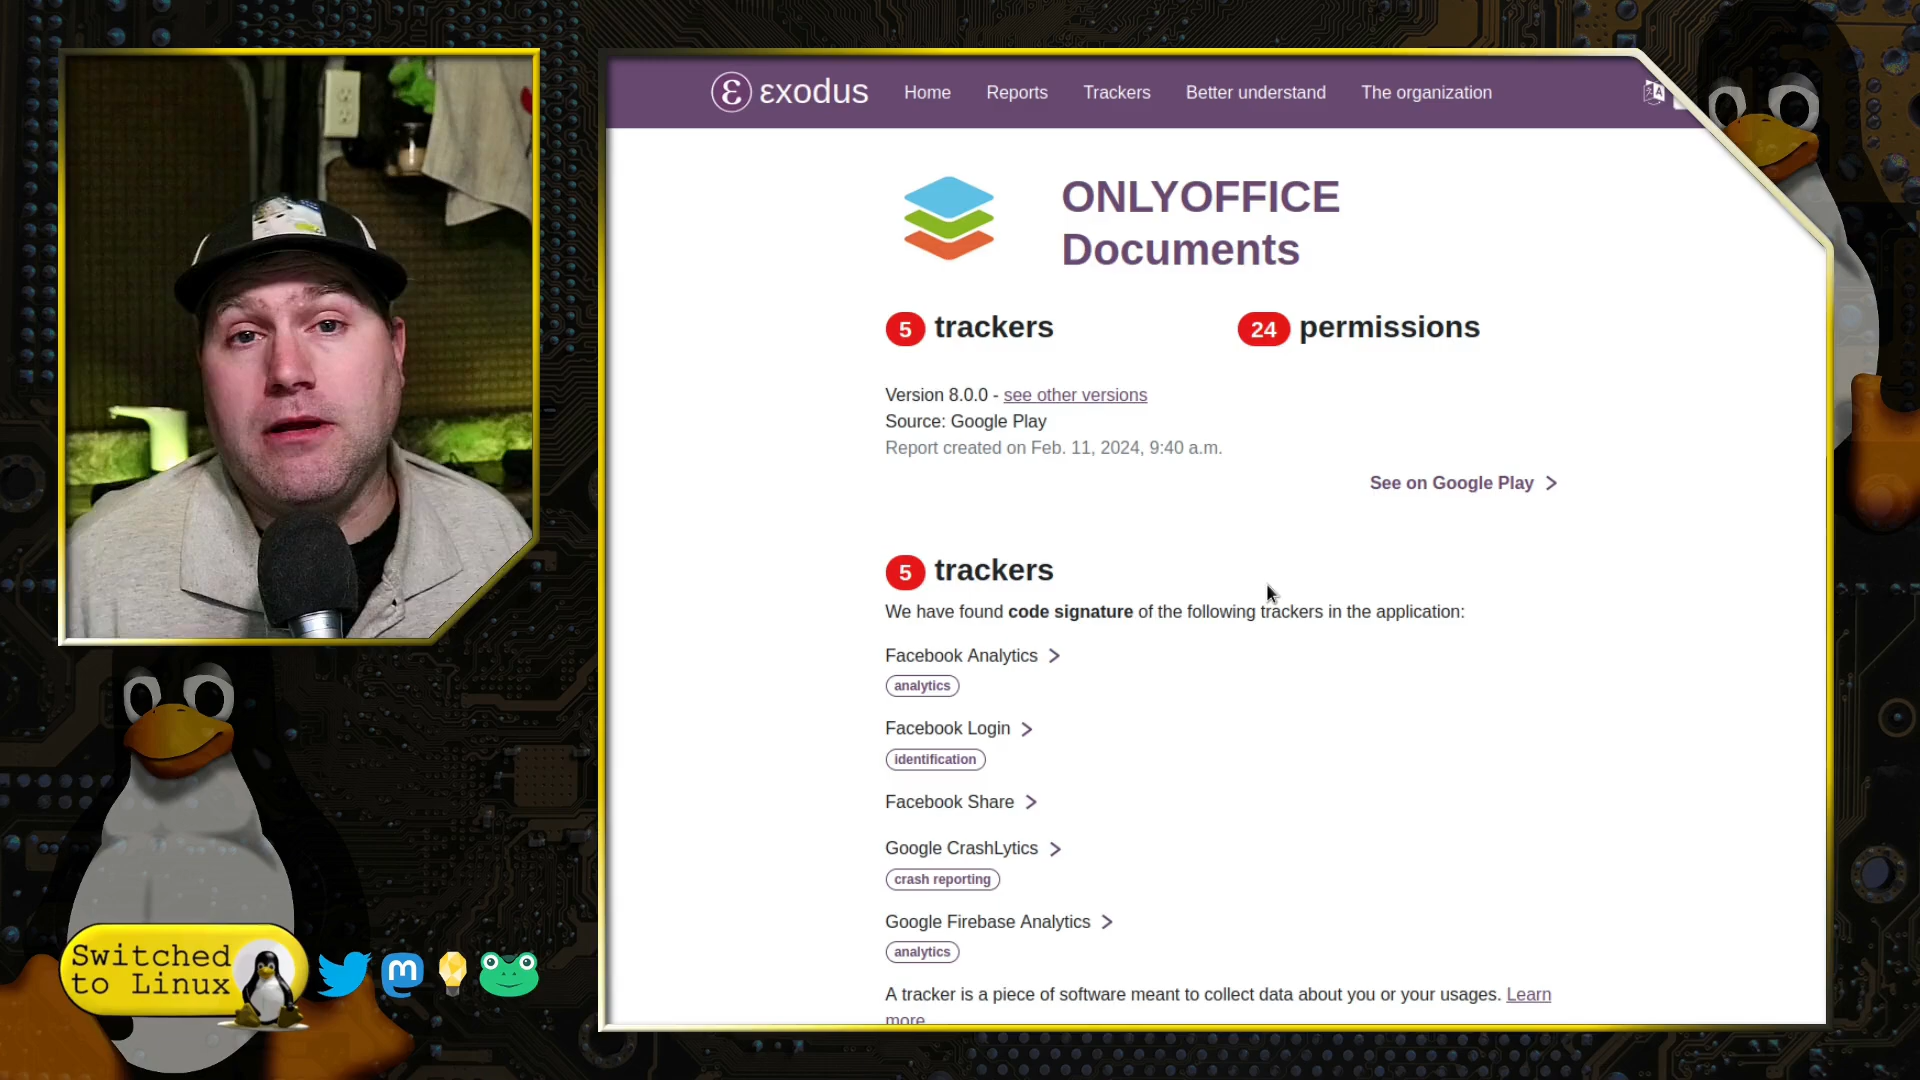 εxodus
Home
Reports
Trackers
Better understand
The organization
ONLYOFFICE
Documents
5 trackers
24 permissions
Version 8.0.0 - see other versions
Source: Google Play
Report created on Feb. 11, 2024, 9:40 a.m.
See on Google Play
5 trackers
We have found code signature of the following trackers in the application:
Facebook Analytics
analytics
Facebook Login
identification
Facebook Share
Google CrashLytics
crash reporting
Google Firebase Analytics
analytics
A tracker is a piece of software meant to collect data about you or your usages. Learn
more
Switched
to Linux